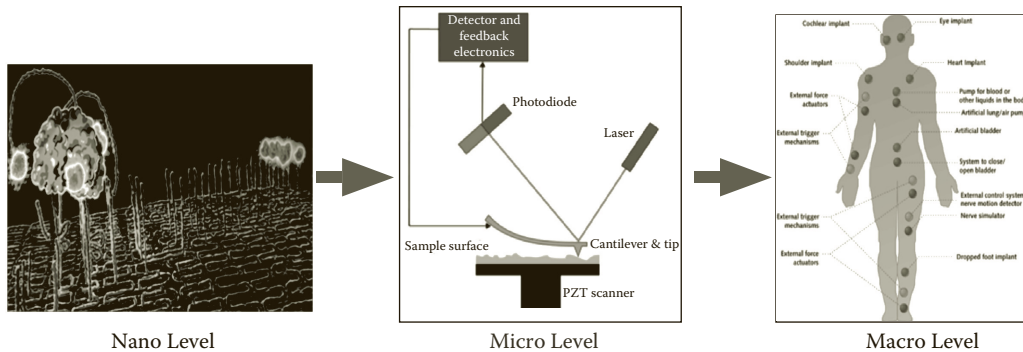 Detector and
feedback
electronics
Photodiode
Laser
Sample surface
Cantilever & tip
PZT scanner
Cochlear implant
Eye implant
Shoulder implant
Heart Implant
External force
actuators
Pump for blood or
other liquids in the bod
Artificial lung/air pum
External trigger
mechanisms
Artificial bladder
System to close/
open bladder
External control system
nerve motion detector
External trigger
mechanisms
Nerve simulator
External force
actuators
Dropped foot implant
Nano Level
Micro Level
Macro Level